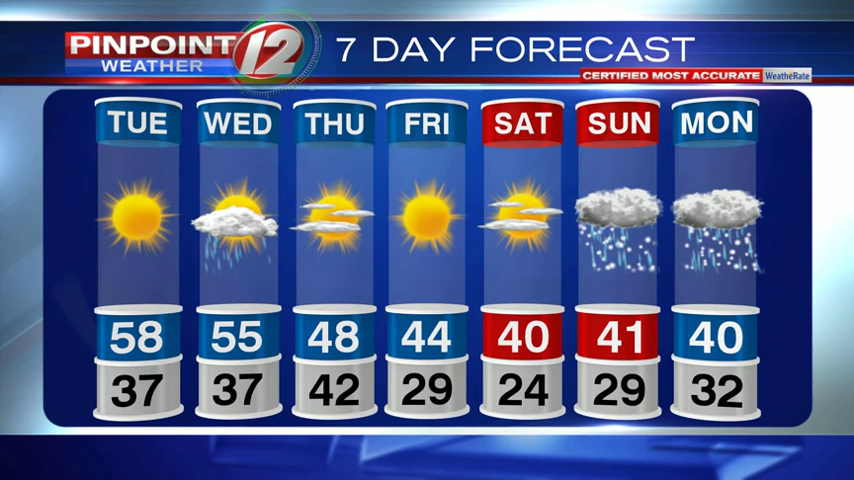 PINPOINT 12 7 DAY FORECAST
WEATHER
CERTIFIED MOST ACCURATE WeatheRate
TUE WED THU FRI SAT SUN MON
58 55 48 44 40 41 40
37 37 42 29 24 29 32